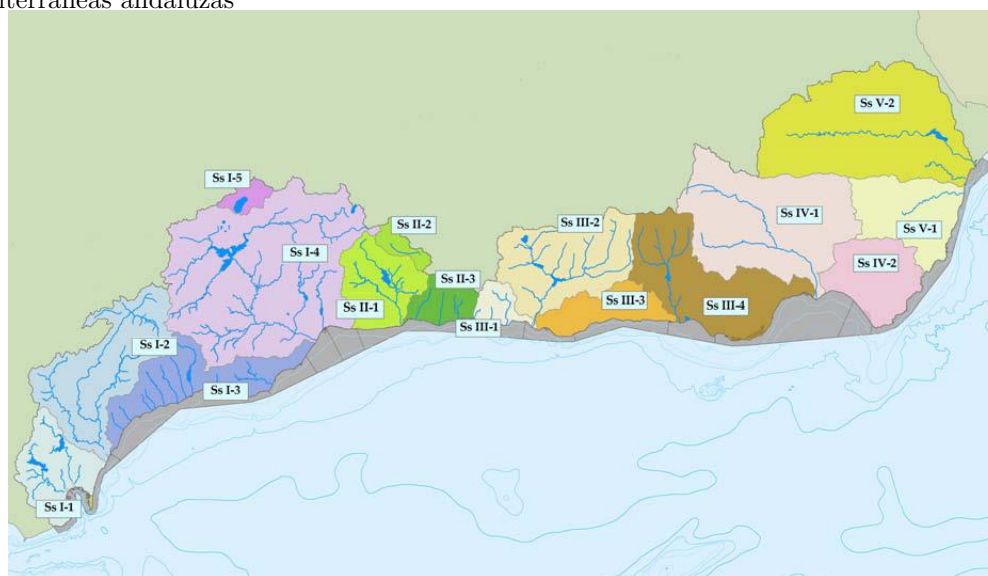 mediterráneas andaluzas
Ss V-2
Ss I-5
Ss II-2
Ss III-2
Ss IV-1
Ss V-1
Ss I-4
Ss IV-2
Ss II-3
Ss II-1
Ss III-3
Ss III-4
Ss III-1
Ss I-2
Ss I-3
Ss I-1